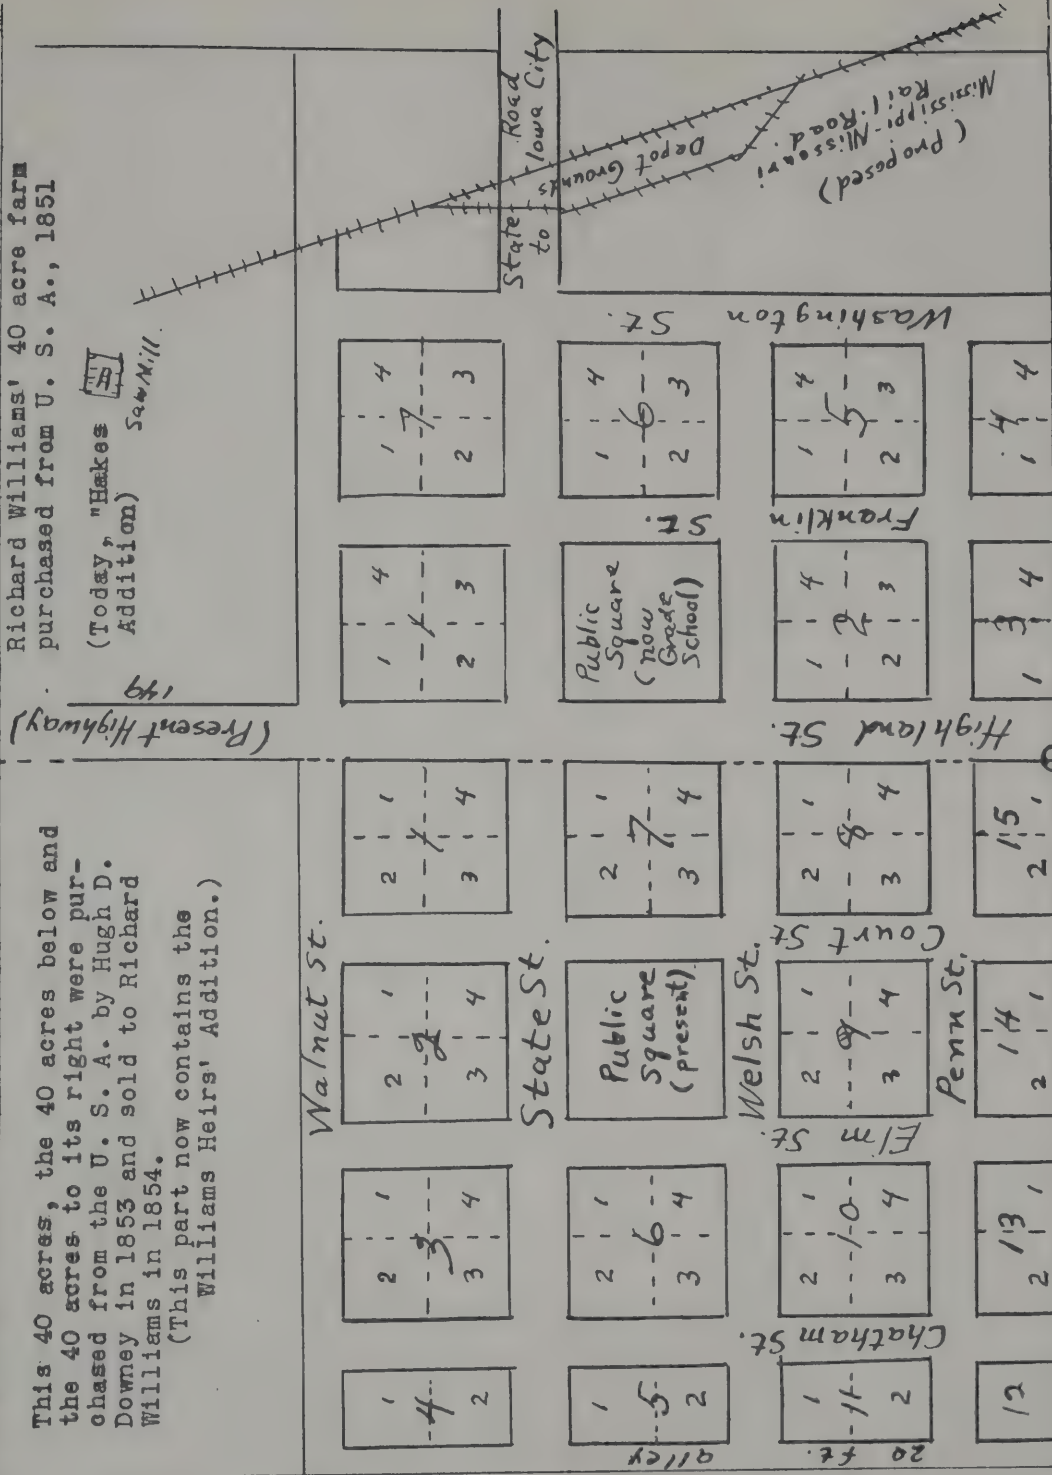 This 40 acres, the 40 acres below and
the 40 acres to its right were pur-
chased from the U. S. A. by Hugh D.
Downey in 1853 and sold to Richard
Williams in 1854.
(This part now contains the
Williams Heirs' Addition.)
Richard Williams' 40 acre farm
purchased from U. S. A., 1851
(Today, "Hakes
Addition)
Saw Mill.
(Present Highway)
149
Walnut St.
4
1
2
3
2
1
3
4
2
2
1
3
4
1
2
1
3
4
1
1
4
2
3
7
1
4
2
3
State St.
State Road
to Iowa City
Depot Grounds
(Proposed)
Mississippi-Missouri
Rail-Road
alley
5
1
2
6
2
1
3
4
Public
Square
(present)
7
2
1
3
4
Public
Square
(now
Grade
School)
6
1
4
2
3
Welsh St.
20 ft.
11
1
2
10
2
1
3
4
9
2
1
3
4
8
2
1
3
4
2
1
4
2
3
5
1
4
2
3
Chatham St.
Elm St.
Court St
Highland St.
Franklin St.
Washington St.
Penn St.
12
13
2
1
14
2
1
15
2
1
3
1
4
4
1
4